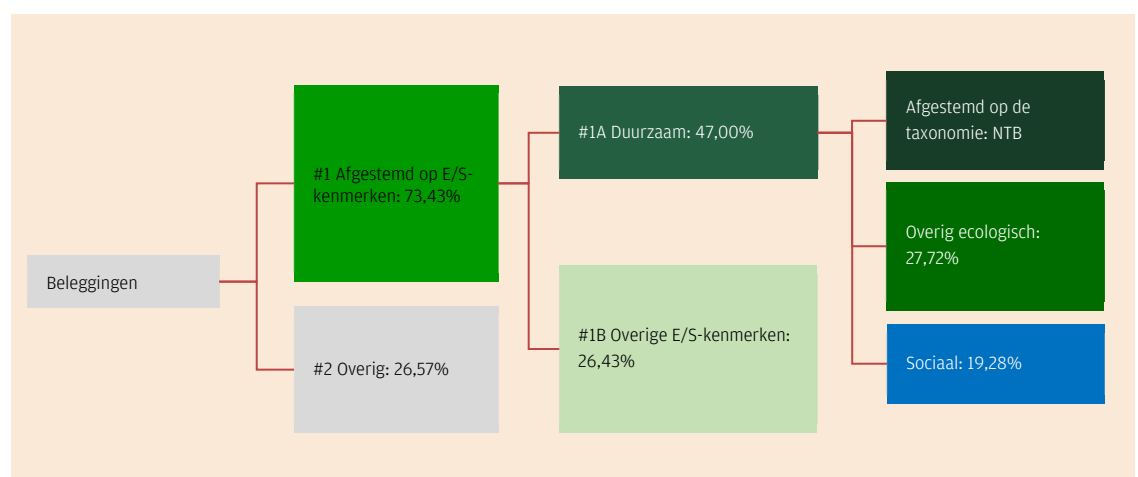 Beleggingen
#1 Afgestemd op E/S-
kenmerken: 73,43%
#2 Overig: 26,57%
#1A Duurzaam: 47,00%
#1B Overige E/S-kenmerken:
26,43%
Afgestemd op de
taxonomie: NTB
Overig ecologisch:
27,72%
Sociaal: 19,28%